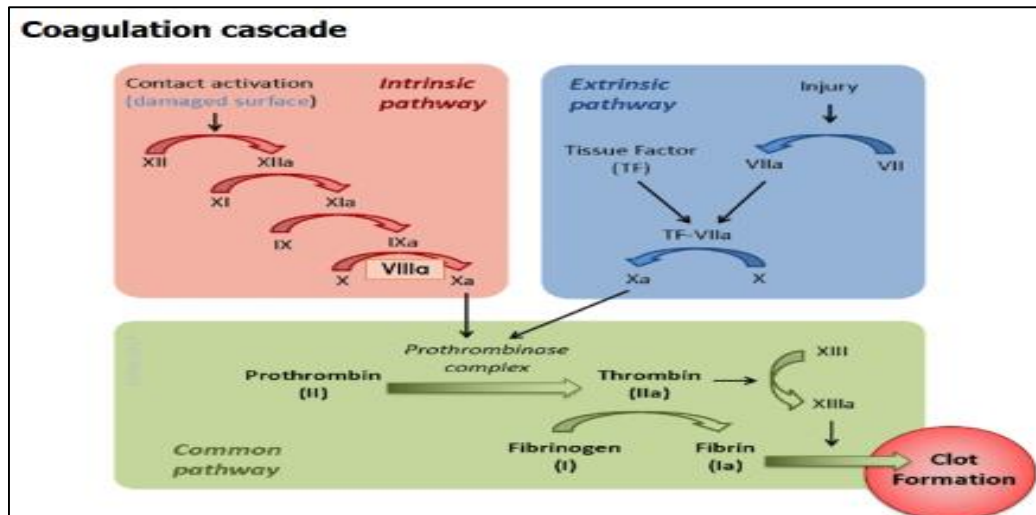 Coagulation cascade
Contact activation
(damaged surface)
Intrinsic
pathway
XII
XIIa
XI
XIa
IX
IXa
VIIIa
X
Xa
Extrinsic
pathway
Injury
Tissue Factor
(TF)
VIIa
VII
TF-VIIa
Xa
X
Prothrombinase
complex
Prothrombin
(II)
Thrombin
(IIa)
XIII
XIIIa
Fibrinogen
(I)
Fibrin
(Ia)
Common
pathway
Clot
Formation